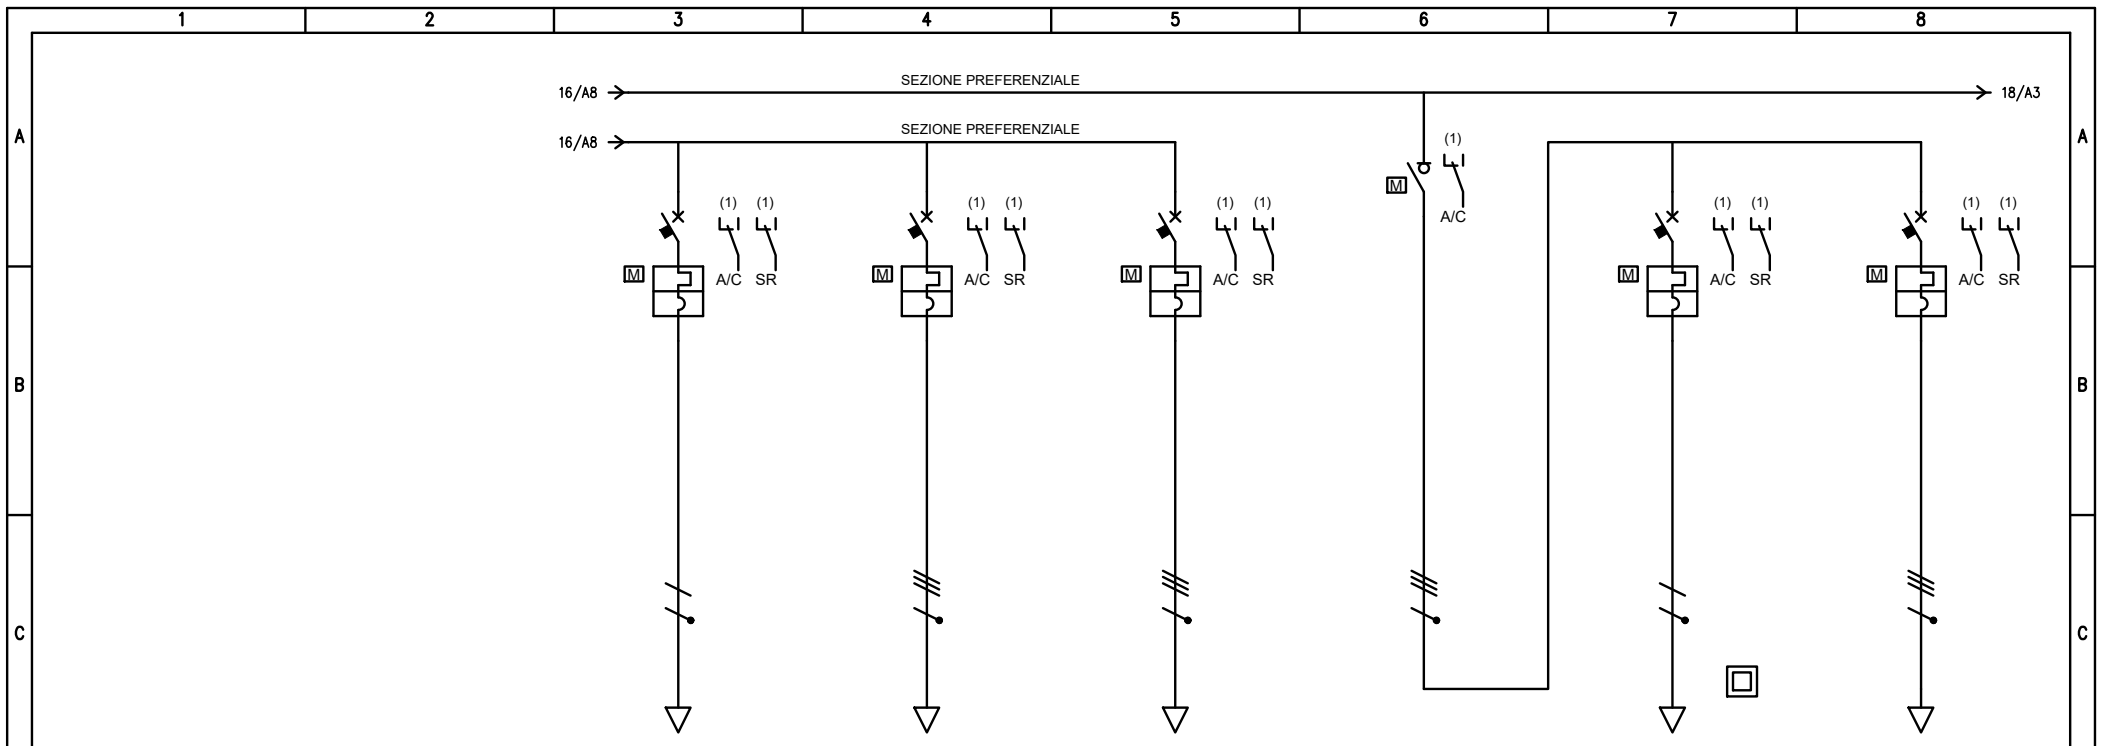 1 2 3 4 5 6 7 8
SEZIONE PREFERENZIALE
16/A8 18/A3
SEZIONE PREFERENZIALE
A 16/A8 (1) A
M
(1) (1) (1) (1) (1) (1) A/C (1) (1) (1) (1)
M A/C SR M A/C SR M A/C SR M A/C SR M A/C SR
B B
C C